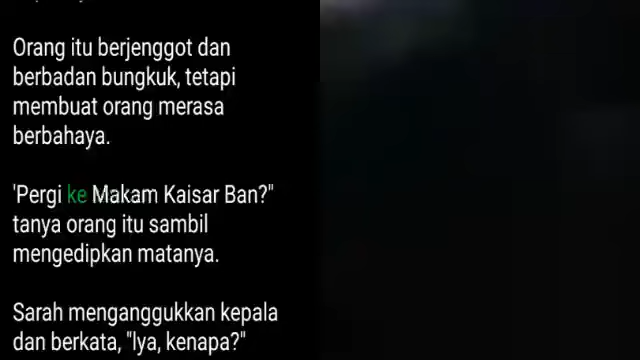 Orang itu berjenggot dan
berbadan bungkuk, tetapi
membuat orang merasa
berbahaya.
'Pergi ke Makam Kaisar Ban?"
tanya orang itu sambil
mengedipkan matanya.
Sarah menganggukkan kepala
dan berkata, "Iya, kenapa?"